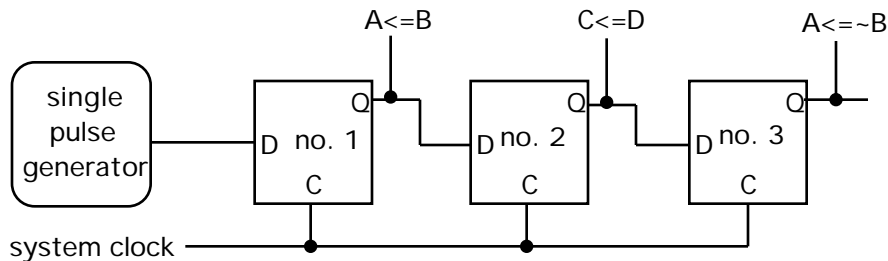 A<=B
C<=D
A<=~B
single
pulse
generator
Q
Q
Q
D
no. 1
D
no. 2
D
no. 3
C
C
C
system clock